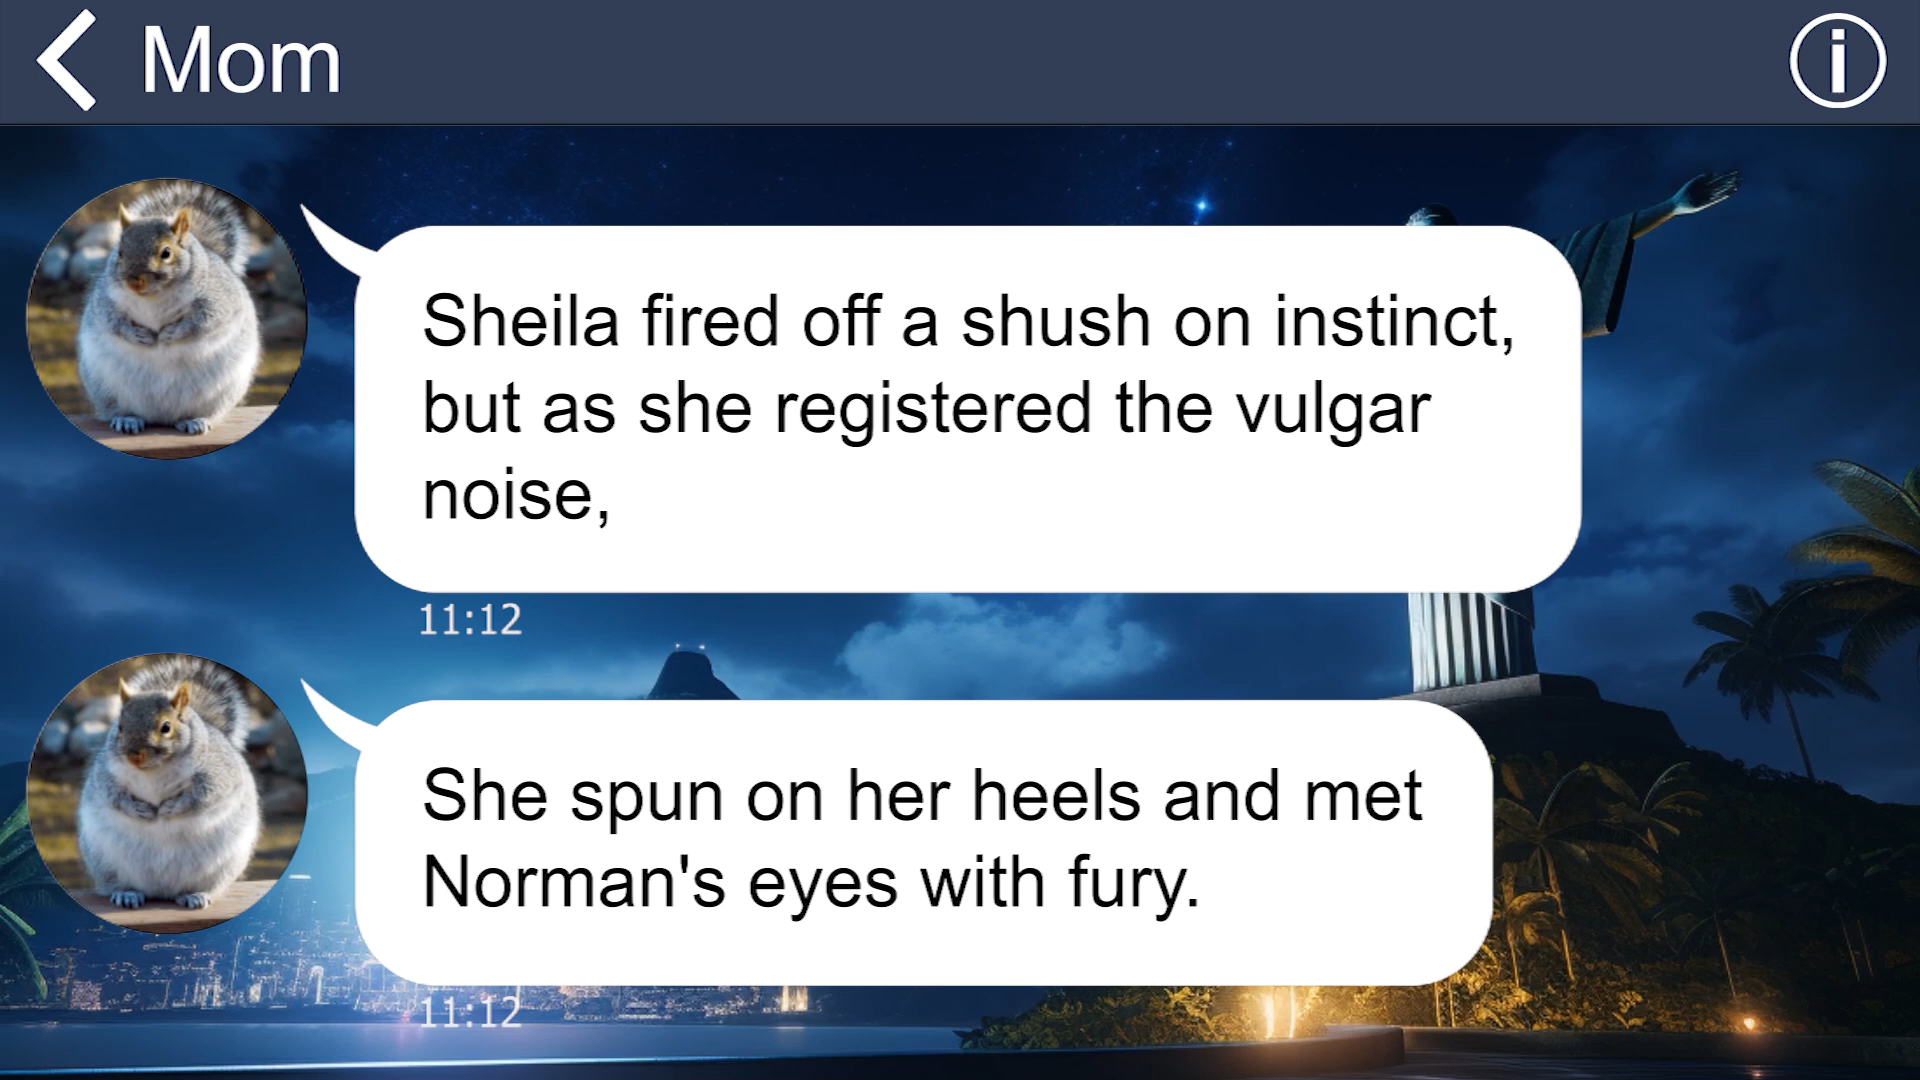 Mom
Sheila fired off a shush on instinct,
but as she registered the vulgar
noise,
11:12
She spun on her heels and met
Norman's eyes with fury.
11:12